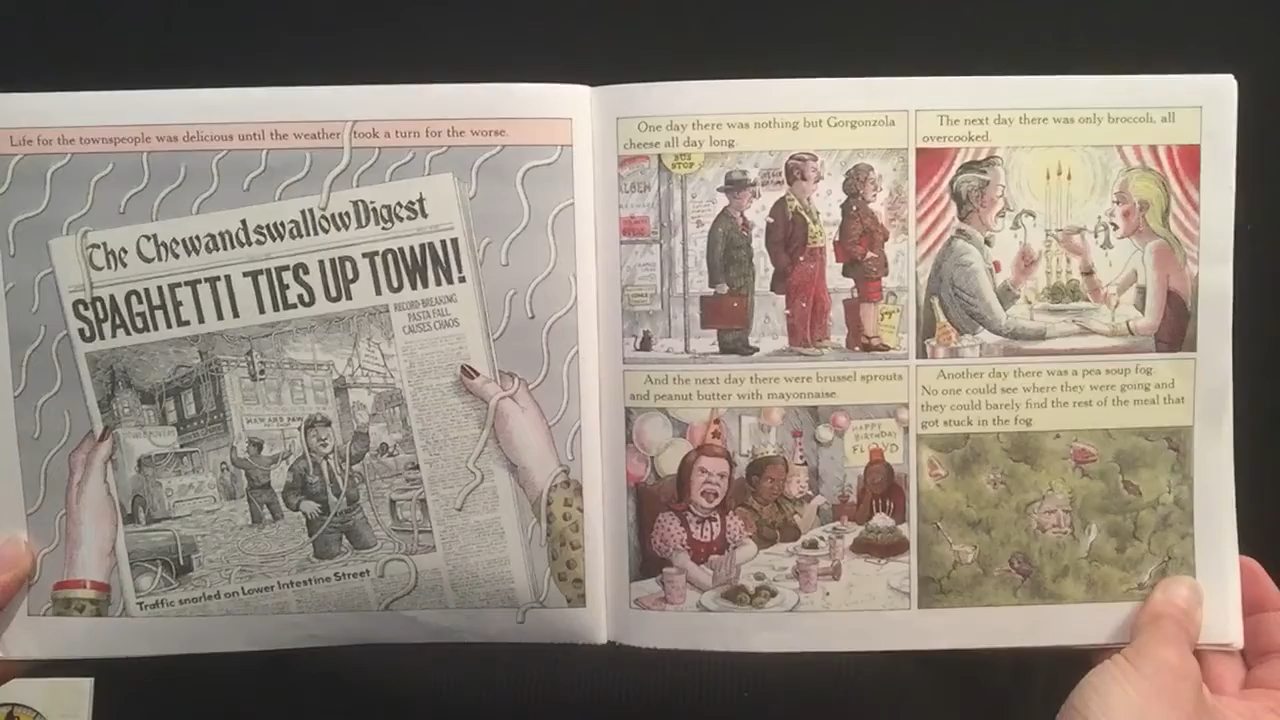 Life for the townspeople was delicious until the weather took a turn for the worse.
The Chewandswallow Digest
SPAGHETTI TIES UP TOWN!
RECORD-BREAKING
PASTA FALL
CAUSES CHAOS
MAW AND PAW
Traffic snarled on Lower Intestine Street
One day there was nothing but Gorgonzola
cheese all day long.
BUS
STOP
The next day there was only broccoli, all
overcooked.
And the next day there were brussel sprouts
and peanut butter with mayonnaise.
HAPPY
BIRTHDAY
FLOYD
Another day there was a pea soup fog.
No one could see where they were going and
they could barely find the rest of the meal that
got stuck in the fog.